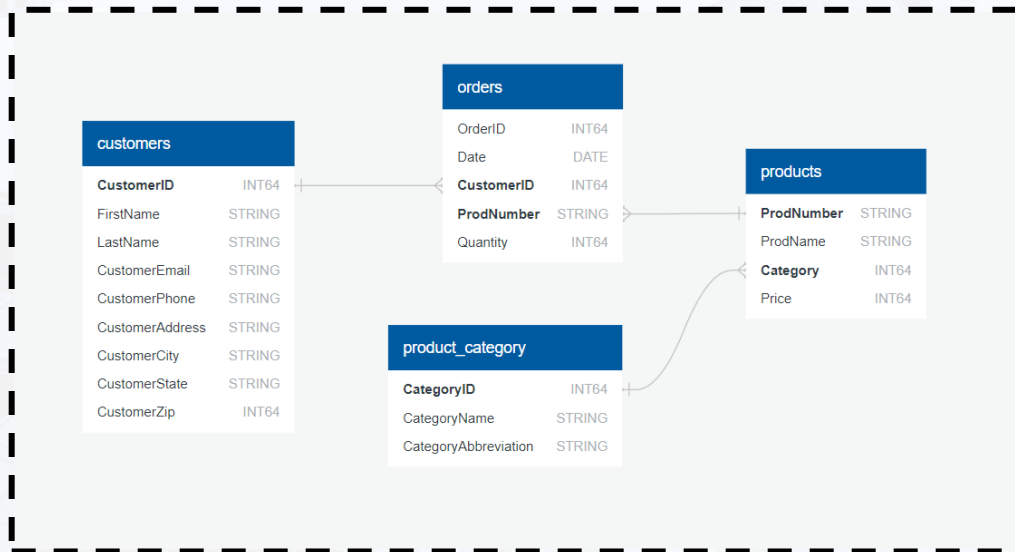 customers
CustomerID INT64
FirstName STRING
LastName STRING
CustomerEmail STRING
CustomerPhone STRING
CustomerAddress STRING
CustomerCity STRING
CustomerState STRING
CustomerZip INT64
orders
OrderID INT64
Date DATE
CustomerID INT64
ProdNumber STRING
Quantity INT64
product_category
CategoryID INT64
CategoryName STRING
CategoryAbbreviation STRING
products
ProdNumber STRING
ProdName STRING
Category INT64
Price INT64